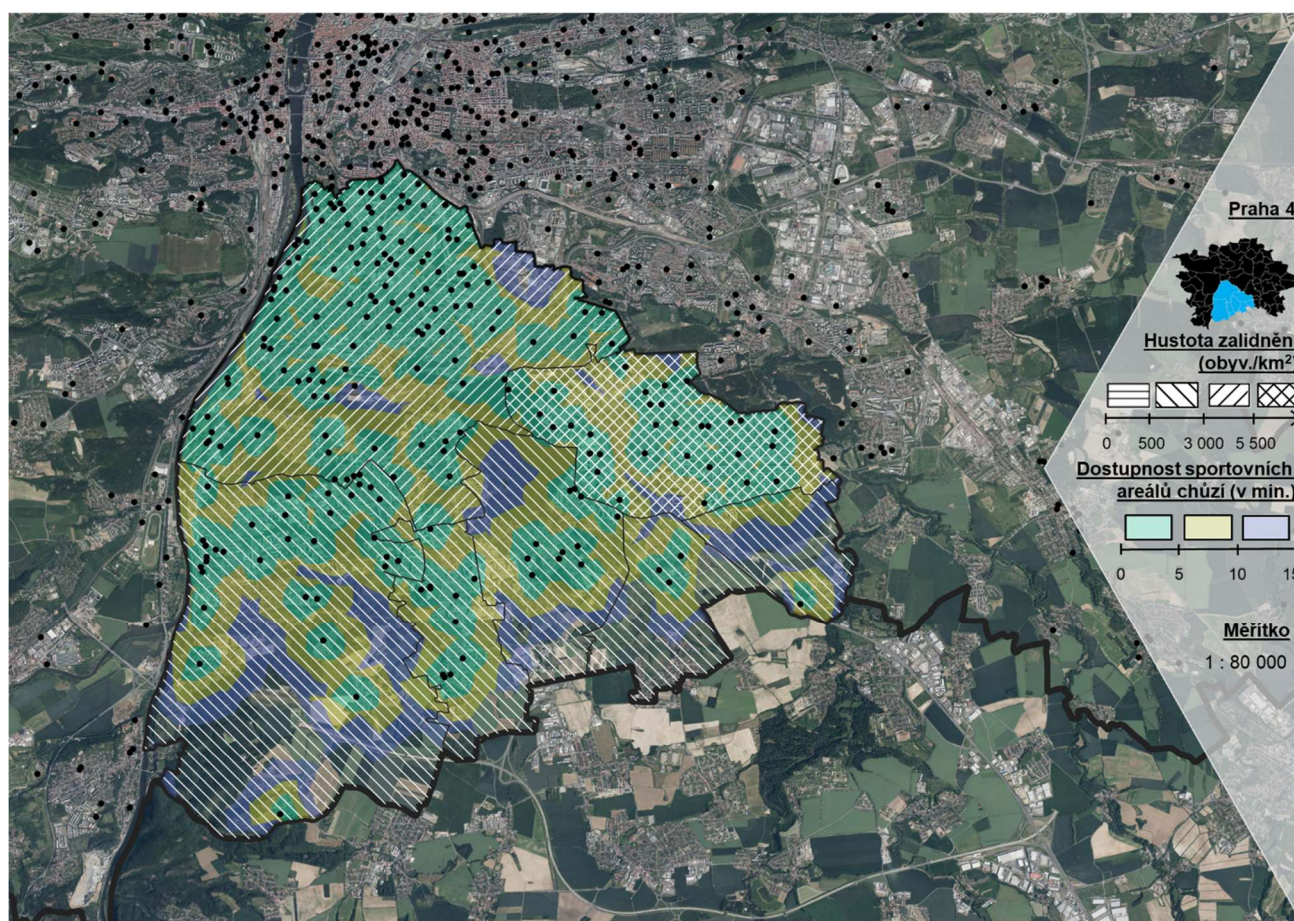 Praha 4
Hustota zalidněn
(obyv./km²)
0 500 3 000 5 500
Dostupnost sportovních
areálů chůzí (v min.)
0 5 10 15
Měřítko
1 : 80 000